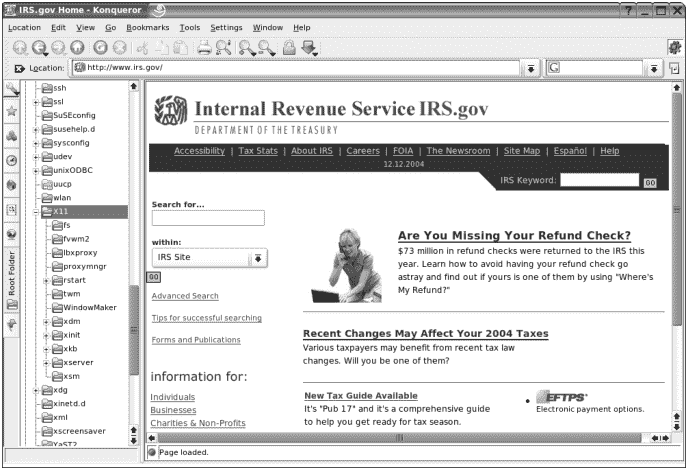 IRS.gov Home - Konqueror
Location Edit View Go Bookmarks Tools Settings Window Help
Location: http://www.irs.gov/
Root Folder
ssh
ssl
SuSEconfig
susehelp.d
sysconfig
udev
unixODBC
uucp
wlan
X11
fs
fvwm2
lbxproxy
proxymngr
rstart
twm
WindowMaker
xdm
xinit
xkb
xserver
xsm
xdg
xinetd.d
xml
xscreensaver
YaST2
Internal Revenue Service IRS.gov
DEPARTMENT OF THE TREASURY
Accessibility | Tax Stats | About IRS | Careers | FOIA | The Newsroom | Site Map | Español | Help
12.12.2004
IRS Keyword: GO
Search for...
within:
IRS Site
GO
Advanced Search
Tips for successful searching
Forms and Publications
information for:
Individuals
Businesses
Charities & Non-Profits
Are You Missing Your Refund Check?
$73 million in refund checks were returned to the IRS this
year. Learn how to avoid having your refund check go
astray and find out if yours is one of them by using "Where's
My Refund?"
Recent Changes May Affect Your 2004 Taxes
Various taxpayers may benefit from recent tax law
changes. Will you be one of them?
New Tax Guide Available
It's "Pub 17" and it's a comprehensive guide
to help you get ready for tax season.
• EFTPS
Electronic payment options.
Page loaded.